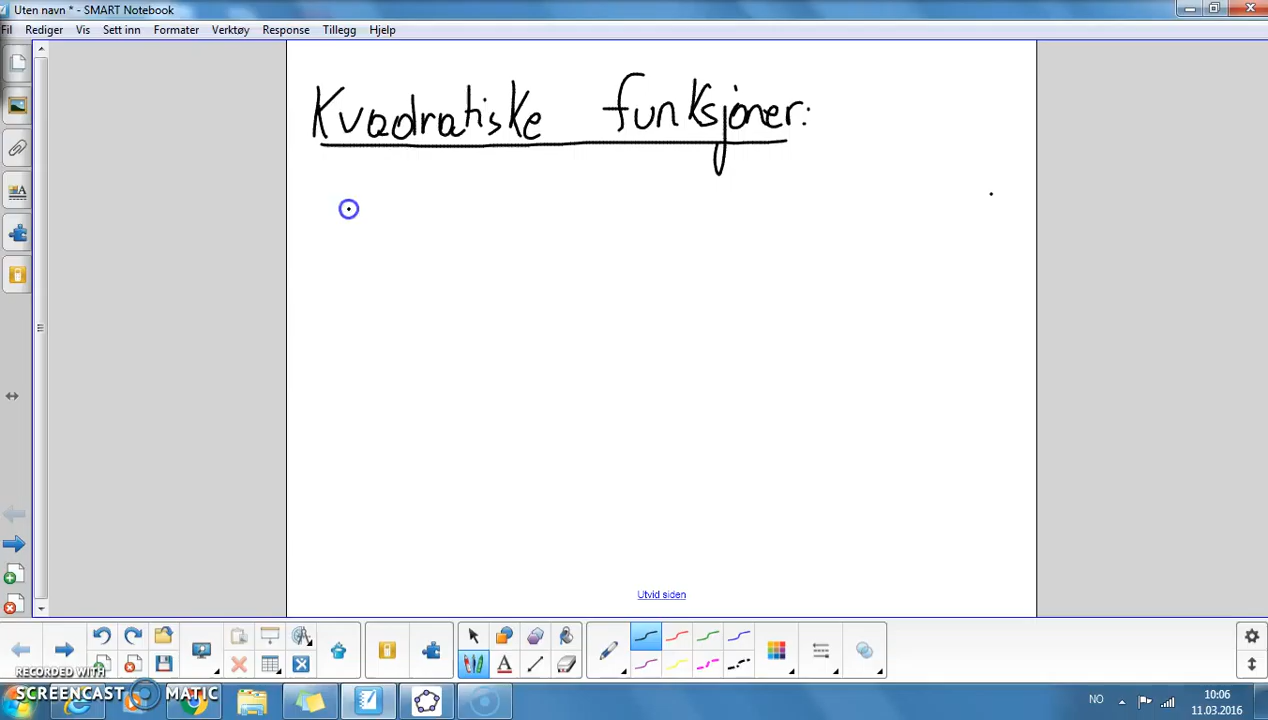 Uten navn * - SMART Notebook
Fil Rediger Vis Sett inn Formater Verktøy Response Tillegg Hjelp
Kvadratiske funksjoner:
Utvid siden
RECORDED WITH
SCREENCAST MATIC
NO
10:06
11.03.2016